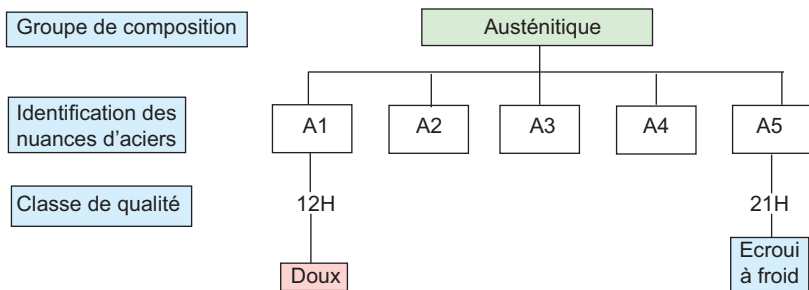 Groupe de composition
Austénitique
Identification des
nuances d'aciers
A1
A2
A3
A4
A5
Classe de qualité
12H
21H
Doux
Ecroui
à froid